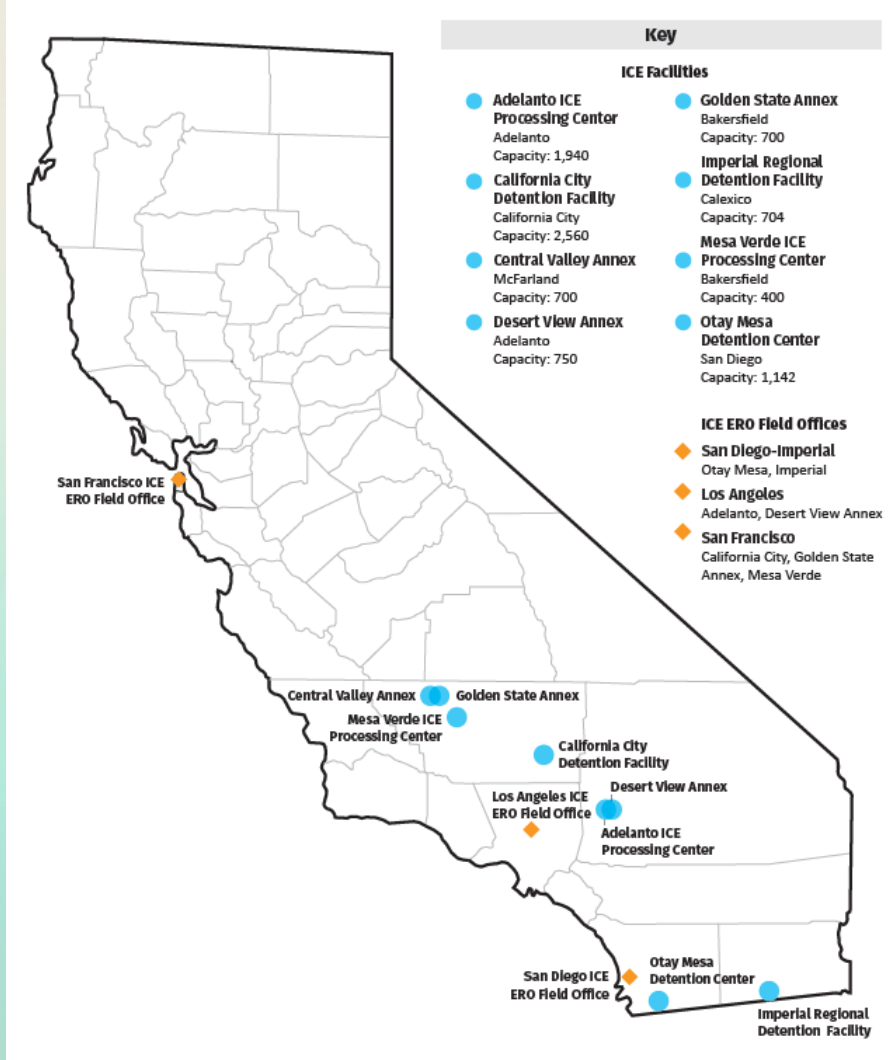 Key
ICE Facilities
Adelanto ICE
Processing Center
Adelanto
Capacity: 1,940
California City
Detention Facility
California City
Capacity: 2,560
Central Valley Annex
McFarland
Capacity: 700
Desert View Annex
Adelanto
Capacity: 750
Golden State Annex
Bakersfield
Capacity: 700
Imperial Regional
Detention Facility
Calexico
Capacity: 704
Mesa Verde ICE
Processing Center
Bakersfield
Capacity: 400
Otay Mesa
Detention Center
San Diego
Capacity: 1,142
ICE ERO Field Offices
San Diego-Imperial
Otay Mesa, Imperial
Los Angeles
Adelanto, Desert View Annex
San Francisco
California City, Golden State
Annex, Mesa Verde
San Francisco ICE
ERO Field Office
Central Valley Annex
Golden State Annex
Mesa Verde ICE
Processing Center
California City
Detention Facility
Desert View Annex
Los Angeles ICE
ERO Field Office
Adelanto ICE
Processing Center
Otay Mesa
Detention Center
San Diego ICE
ERO Field Office
Imperial Regional
Detention Facility